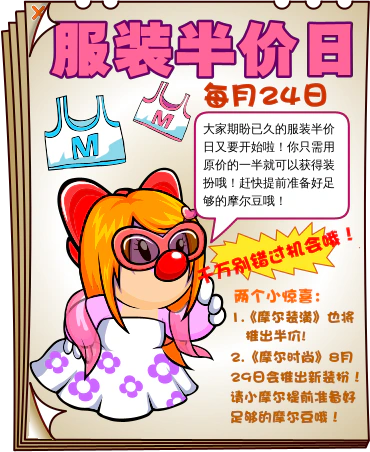 服装半价日
每月24日
M
M
大家期盼已久的服装半价
日又要开始啦！你只需用
原价的一半就可以获得装
扮哦！赶快提前准备好足
够的摩尔豆哦！
千万别错过机会哦！
两个小惊喜：
1.《摩尔装潢》也将
推出半价!
2.《摩尔时尚》8月
29日会推出新装扮！
请小摩尔提前准备好
足够的摩尔豆哦！